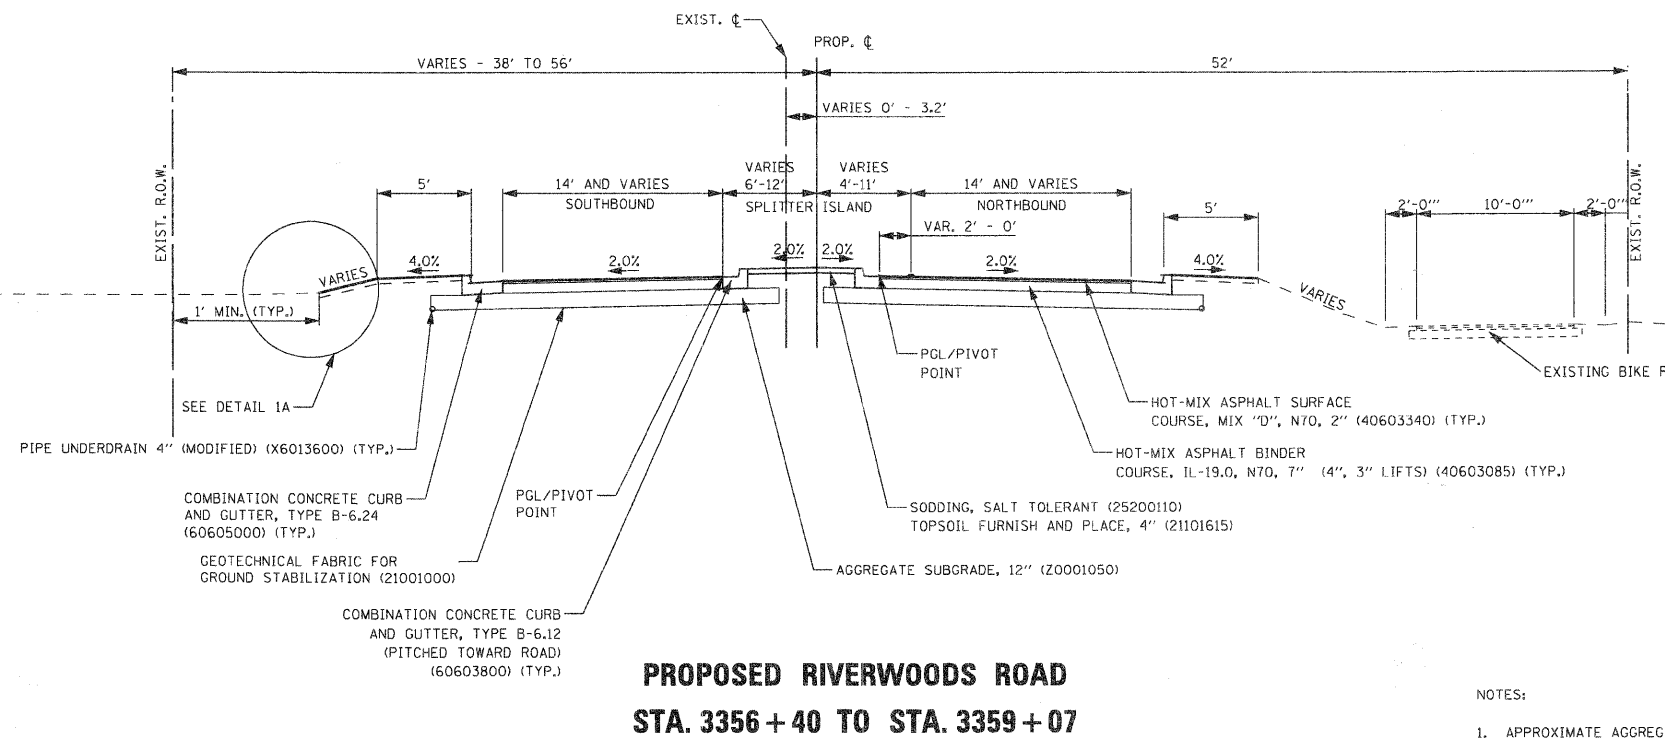 EXIST. ℄
PROP. ℄
VARIES - 38' TO 56'
52'
VARIES 0' - 3.2'
EXIST. R.O.W.
EXIST. R.O.W.
5'
14' AND VARIES
SOUTHBOUND
VARIES
6'-12'
VARIES
4'-11'
SPLITTER ISLAND
14' AND VARIES
NORTHBOUND
VAR. 2' - 0'
5'
2'-0'''
10'-0'''
2'-0'''
VARIES
4.0%
2.0%
2.0%
2.0%
2.0%
4.0%
VARIES
1' MIN. (TYP.)
PGL/PIVOT
POINT
EXISTING BIKE
SEE DETAIL 1A
HOT-MIX ASPHALT SURFACE
COURSE, MIX "D", N70, 2" (40603340) (TYP.)
PIPE UNDERDRAIN 4'' (MODIFIED) (X6013600) (TYP.)
HOT-MIX ASPHALT BINDER
COURSE, IL-19.0, N70, 7'' (4'', 3'' LIFTS) (40603085) (TYP.)
COMBINATION CONCRETE CURB
AND GUTTER, TYPE B-6.24
(60605000) (TYP.)
PGL/PIVOT
POINT
SODDING, SALT TOLERANT (25200110)
TOPSOIL FURNISH AND PLACE, 4'' (21101615)
GEOTECHNICAL FABRIC FOR
GROUND STABILIZATION (21001000)
AGGREGATE SUBGRADE, 12'' (Z0001050)
COMBINATION CONCRETE CURB
AND GUTTER, TYPE B-6.12
(PITCHED TOWARD ROAD)
(60603800) (TYP.)
PROPOSED RIVERWOODS ROAD
STA. 3356+40 TO STA. 3359+07
NOTES:
1. APPROXIMATE AGGREG